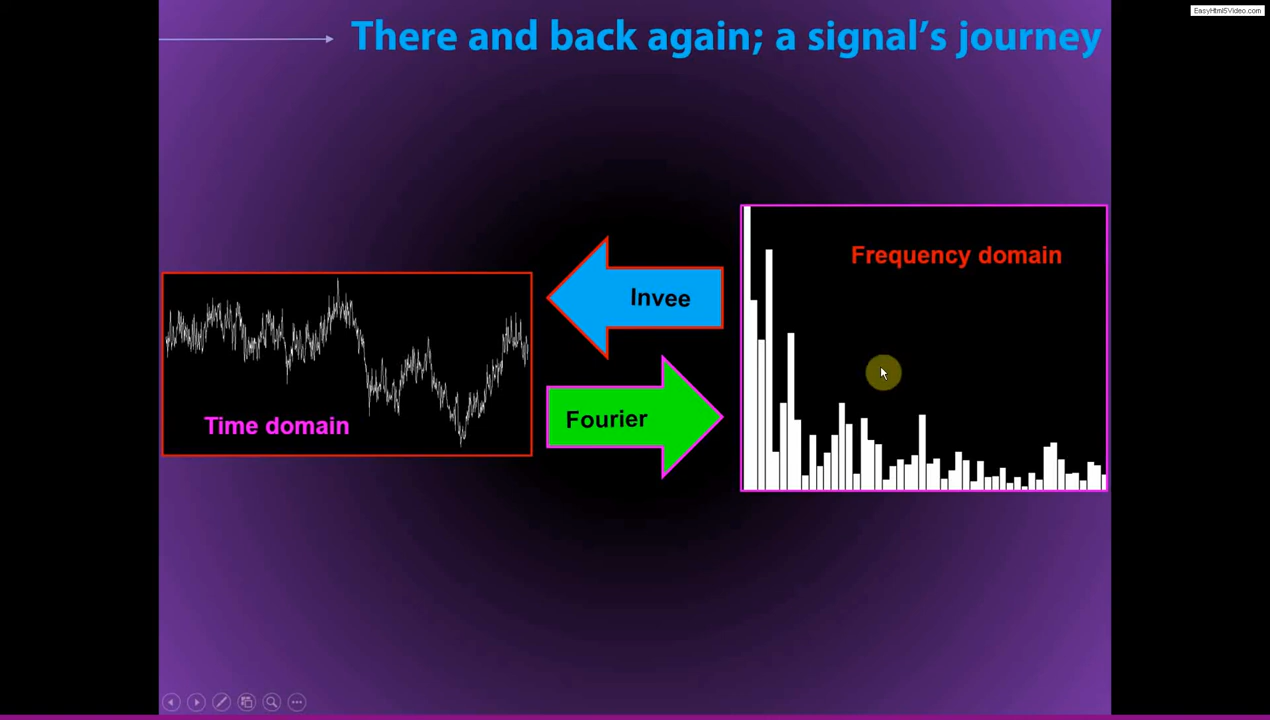 EasyHtml5Video.com
There and back again; a signal's journey
Frequency domain
Invee
Fourier
Time domain